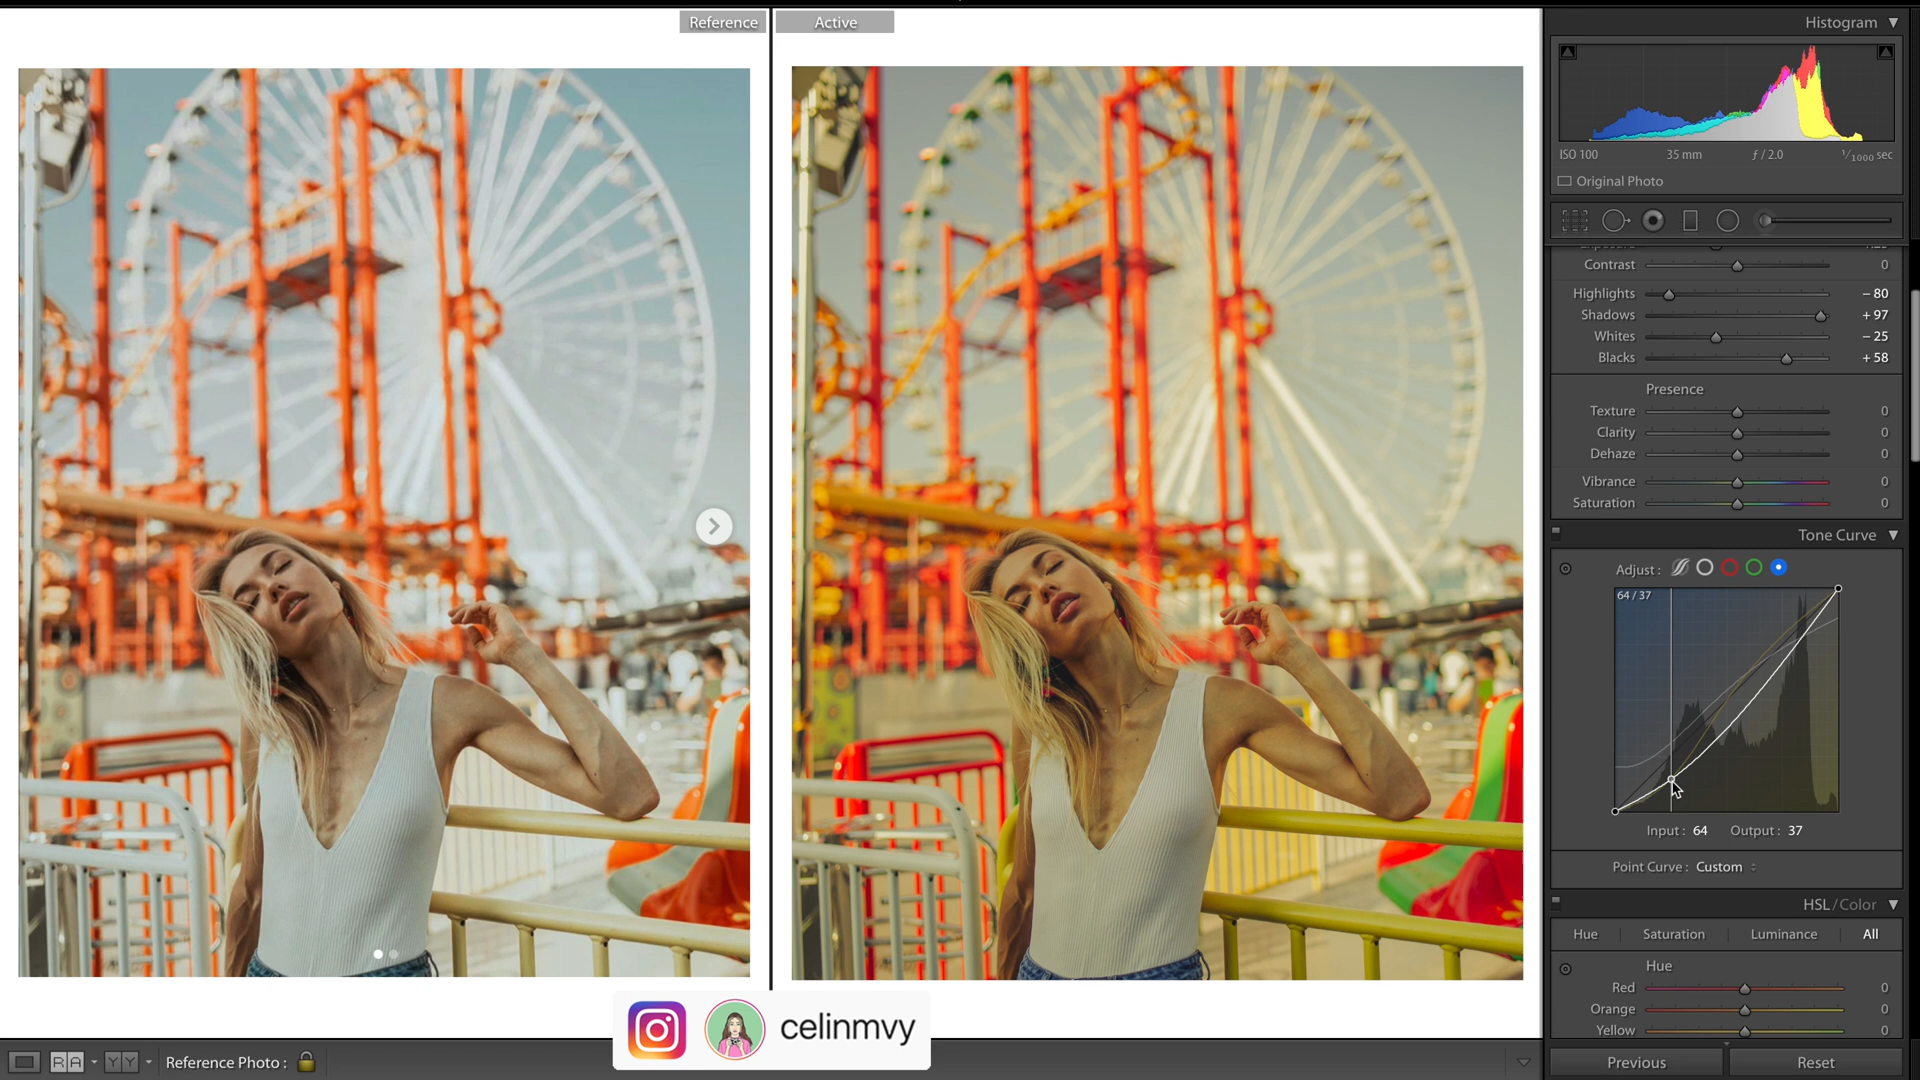 Reference
Active
Histogram
ISO 100
35 mm
ƒ / 2.0
1/1000 sec
Original Photo
Contrast 0
Highlights – 80
Shadows + 97
Whites – 25
Blacks + 58
Presence
Texture 0
Clarity 0
Dehaze 0
Vibrance 0
Saturation 0
Tone Curve
Adjust :
64 / 37
Input : 64 Output : 37
Point Curve : Custom
HSL / Color
Hue Saturation Luminance All
Hue
Red 0
Orange 0
Yellow 0
celinmvy
R A
Y Y
Reference Photo :
Previous
Reset